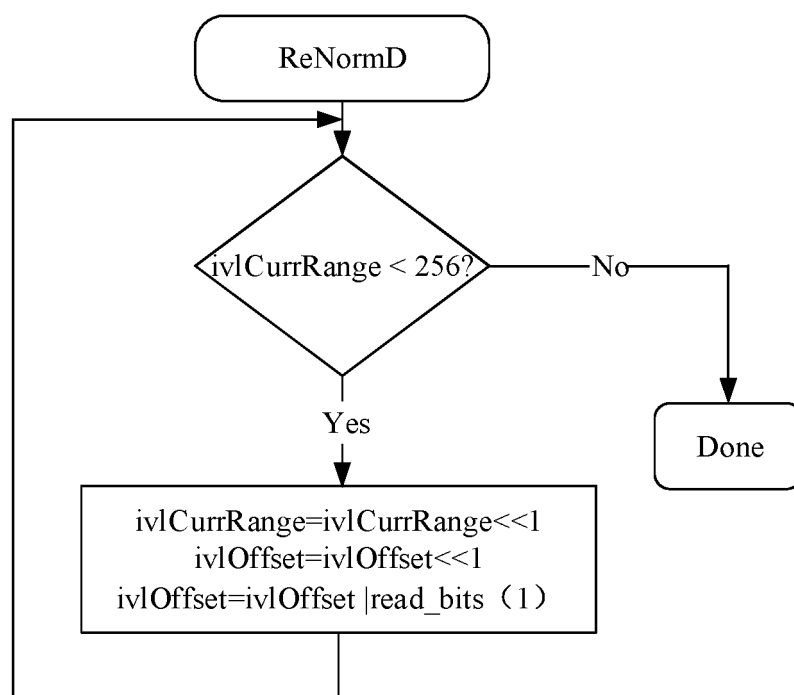 ReNormD
ivlCurrRange < 256?
No
Yes
Done
ivlCurrRange=ivlCurrRange<<1
ivlOffset=ivlOffset<<1
ivlOffset=ivlOffset |read_bits（1）